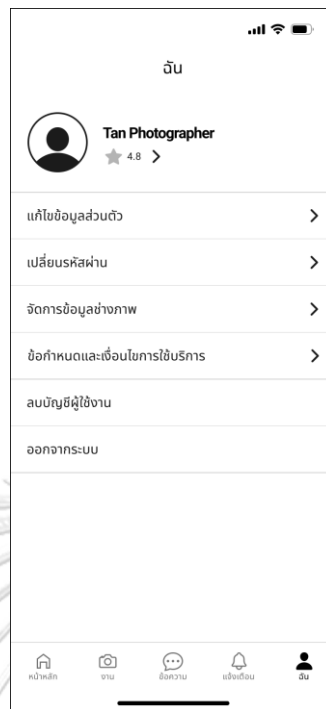 ฉัน
Tan Photographer
4.8
แก้ไขข้อมูลส่วนตัว
เปลี่ยนรหัสผ่าน
จัดการข้อมูลช่างภาพ
ข้อกำหนดและเงื่อนไขการใช้บริการ
ลบบัญชีผู้ใช้งาน
ออกจากระบบ
หน้าหลัก งาน ข้อความ แจ้งเตือน ฉัน